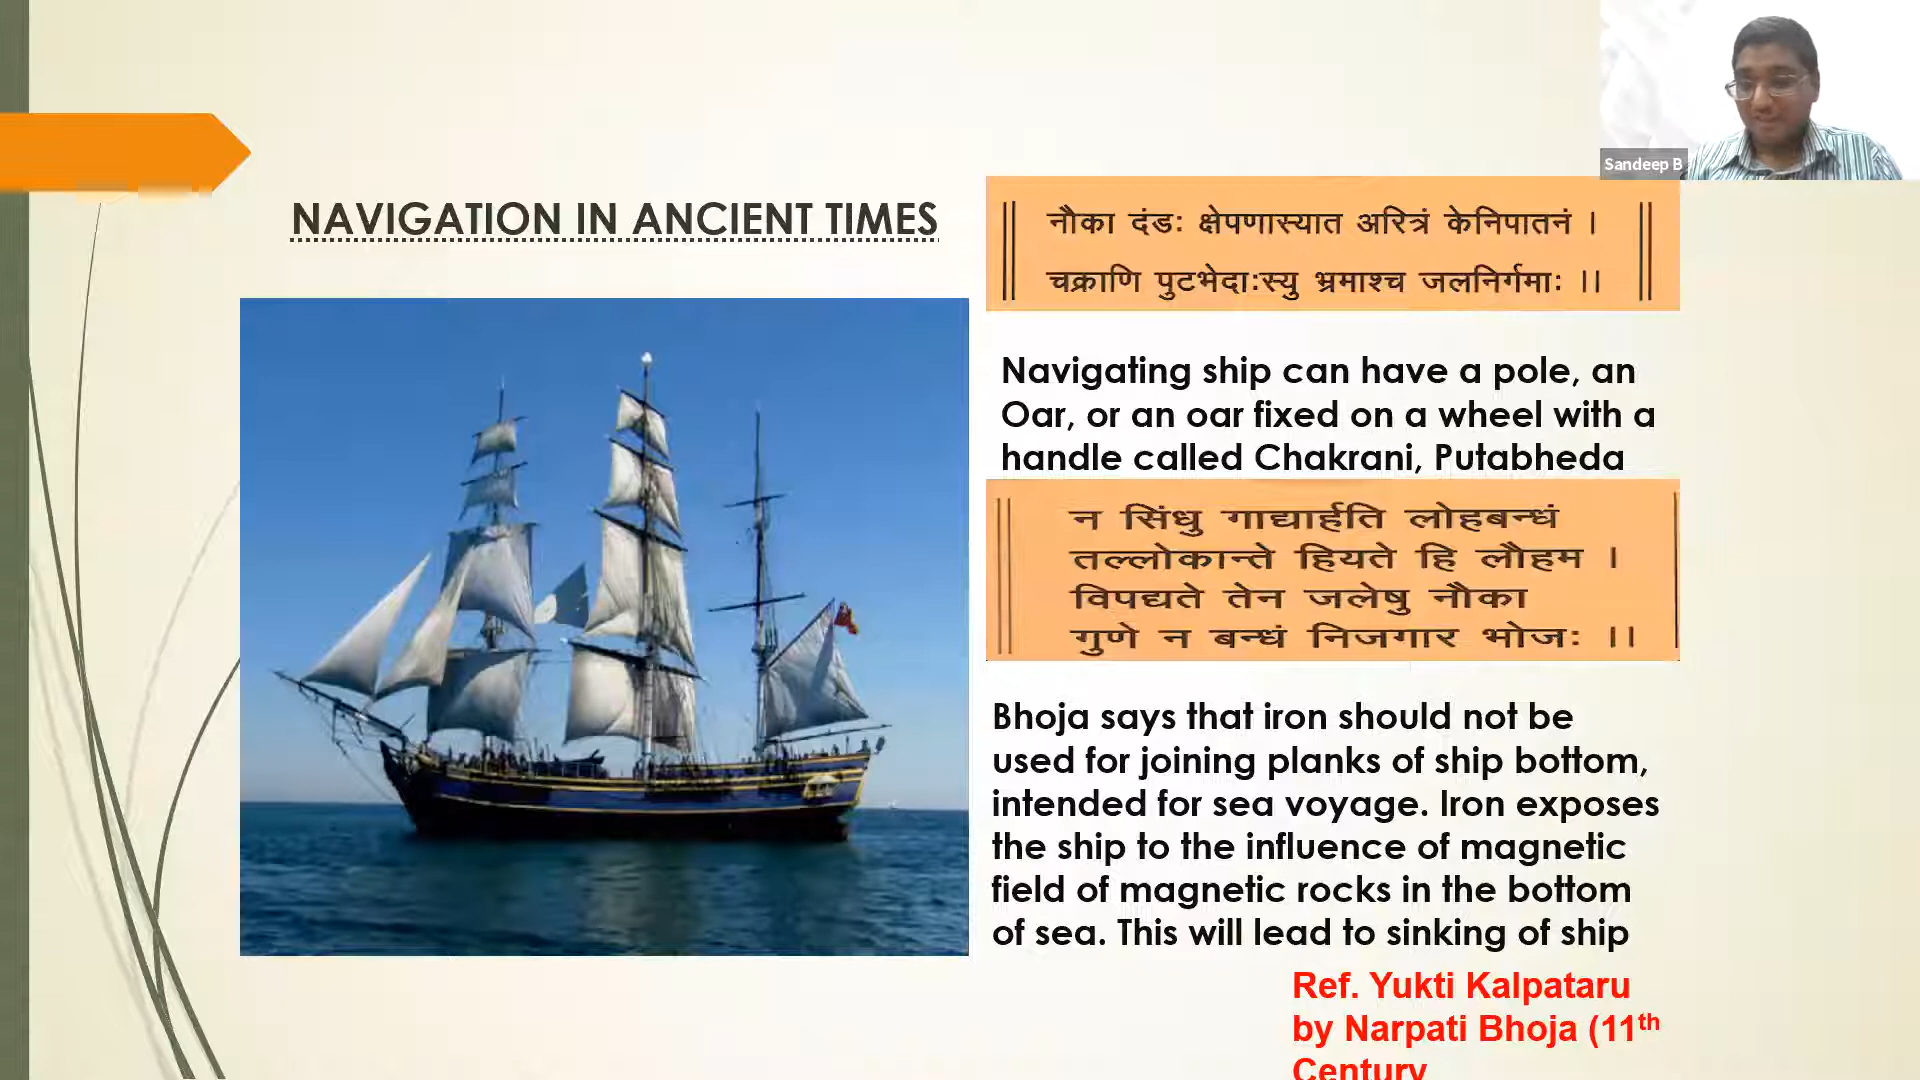 Sandeep B
NAVIGATION IN ANCIENT TIMES
नौका दंडः क्षेपणास्यात अरित्रं केनिपातनं ।
चक्राणि पुटभेदाःस्यु भ्रमाश्च जलनिर्गमाः ।।
Navigating ship can have a pole, an
Oar, or an oar fixed on a wheel with a
handle called Chakrani, Putabheda
न सिंधु गाद्यार्हति लोहबन्धं
तल्लोकान्ते हियते हि लौहम ।
विपद्यते तेन जलेषु नौका
गुणे न बन्धं निजगार भोजः ।।
Bhoja says that iron should not be
used for joining planks of ship bottom,
intended for sea voyage. Iron exposes
the ship to the influence of magnetic
field of magnetic rocks in the bottom
of sea. This will lead to sinking of ship
Ref. Yukti Kalpataru
by Narpati Bhoja (11th
Century